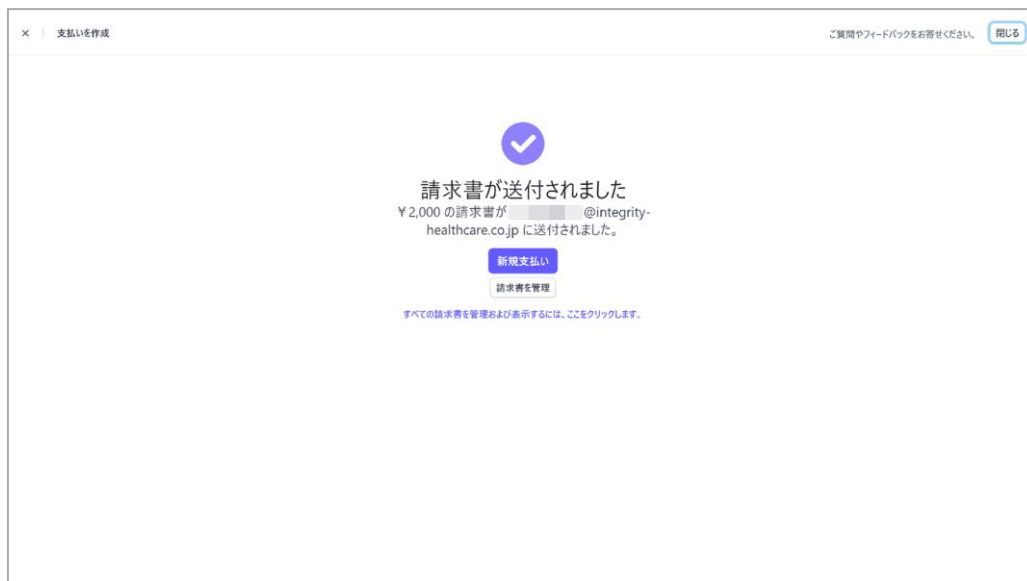 × 支払いを作成 ご質問やフィードバックをお寄せください。 閉じる
請求書が送付されました
¥2,000 の請求書が @integrity-
healthcare.co.jp に送付されました。
新規支払い
請求書を管理
すべての請求書を管理および表示するには、ここをクリックします。